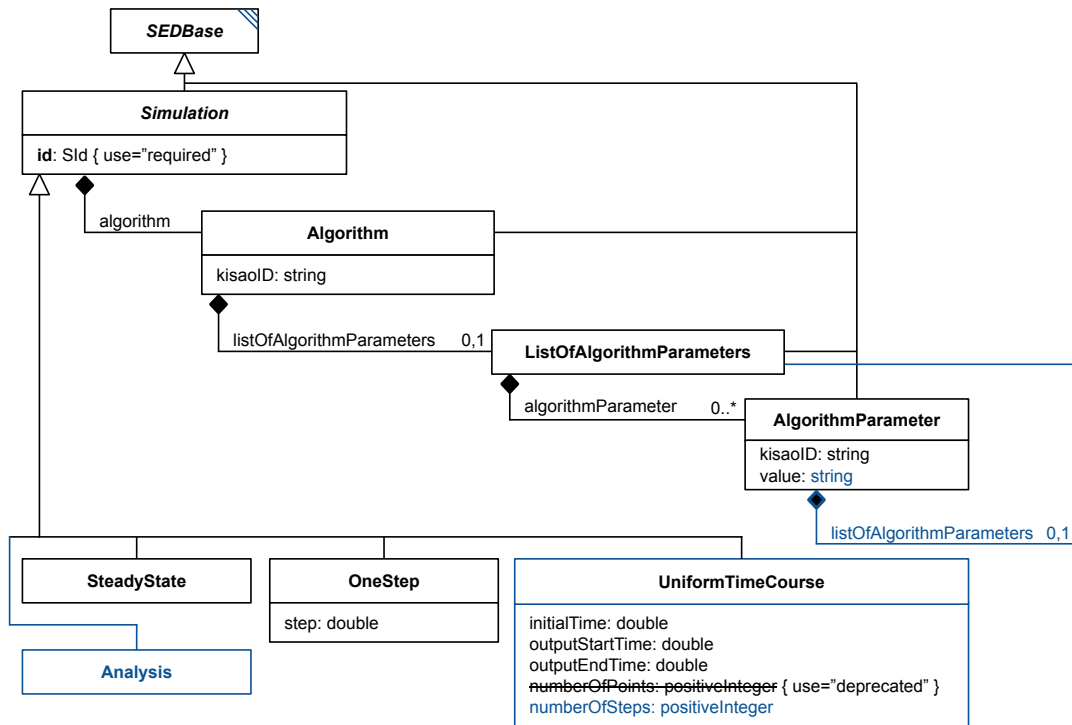 SEDBase
Simulation
id: SId { use=”required” }
algorithm
Algorithm
kisaoID: string
listOfAlgorithmParameters 0,1
ListOfAlgorithmParameters
algorithmParameter 0..*
AlgorithmParameter
kisaoID: string
value: string
listOfAlgorithmParameters 0,1
SteadyState
OneStep
step: double
UniformTimeCourse
initialTime: double
outputStartTime: double
outputEndTime: double
numberOfPoints: positiveInteger { use=”deprecated” }
numberOfSteps: positiveInteger
Analysis